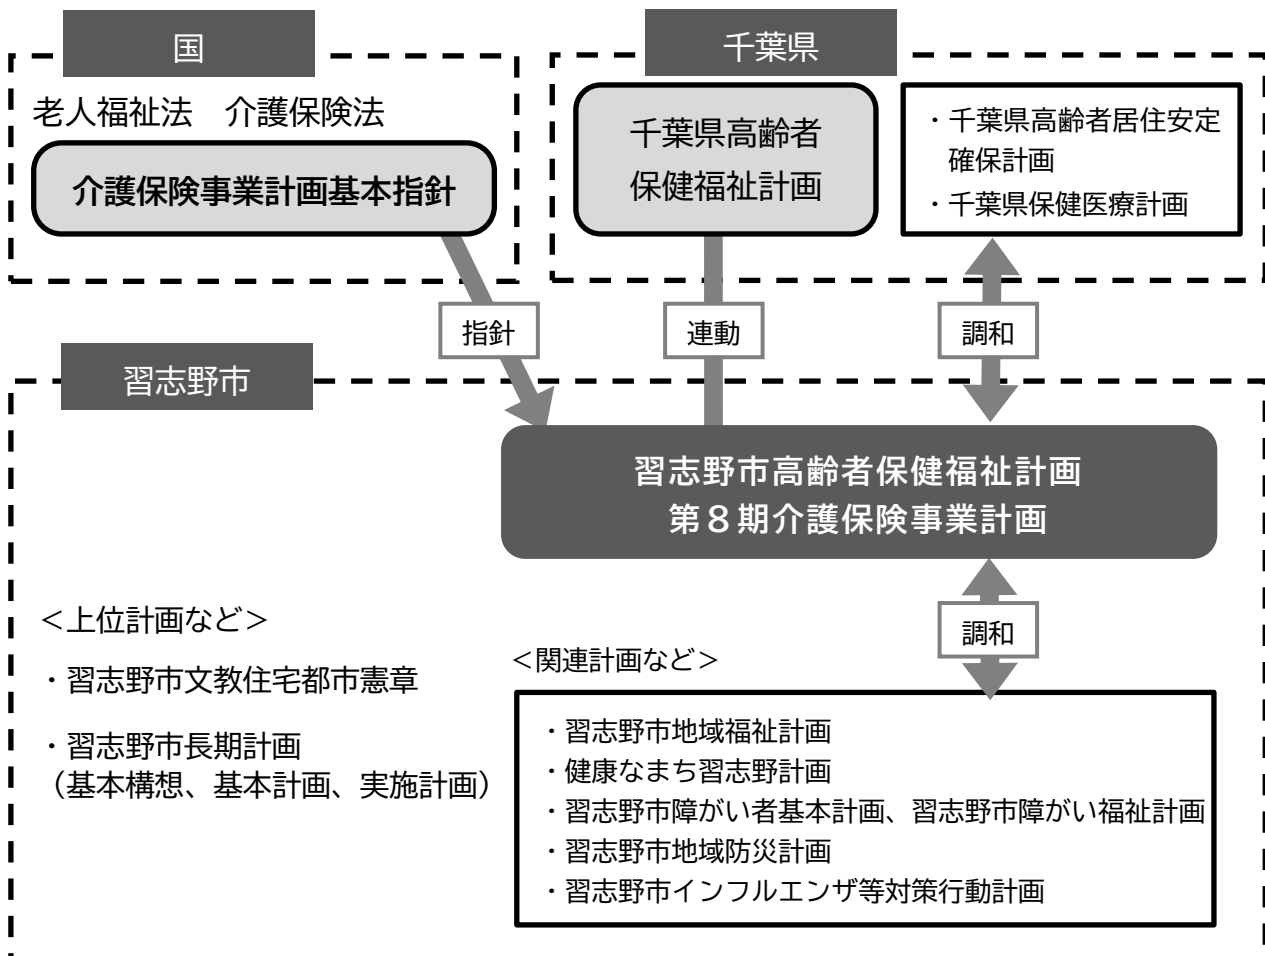 国
老人福祉法　介護保険法
介護保険事業計画基本指針
千葉県
千葉県高齢者
保健福祉計画
・千葉県高齢者居住安定
確保計画
・千葉県保健医療計画
指針
連動
調和
習志野市
習志野市高齢者保健福祉計画
第８期介護保険事業計画
調和
＜上位計画など＞
・習志野市文教住宅都市憲章
・習志野市長期計画
（基本構想、基本計画、実施計画）
＜関連計画など＞
・習志野市地域福祉計画
・健康なまち習志野計画
・習志野市障がい者基本計画、習志野市障がい福祉計画
・習志野市地域防災計画
・習志野市インフルエンザ等対策行動計画